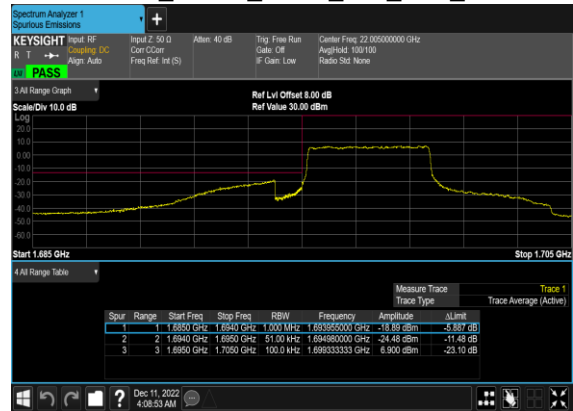 Spectrum Analyzer 1
Spurious Emissions
KEYSIGHT Input: RF Input Z: 50 Ω Atten: 40 dB Trig: Free Run Center Freq: 22.005000000 GHz
R T Coupling: DC Corr CCorr Gate: Off Avg|Hold: 100/100
Align: Auto Freq Ref: Int (S) IF Gain: Low Radio Std: None
PASS
3 All Range Graph
Ref Lvl Offset 8.00 dB
Scale/Div 10.0 dB Ref Value 30.00 dBm
Log
20.0
10.0
0.00
-10.0
-20.0
-30.0
-40.0
-50.0
-60.0
Start 1.685 GHz Stop 1.705 GHz
4 All Range Table
Measure Trace Trace 1
Trace Type Trace Average (Active)
Spur Range Start Freq Stop Freq RBW Frequency Amplitude ΔLimit
1 1 1.6850 GHz 1.6940 GHz 1.000 MHz 1.693955000 GHz -18.89 dBm -5.887 dB
2 2 1.6940 GHz 1.6950 GHz 51.00 kHz 1.694980000 GHz -24.48 dBm -11.48 dB
3 3 1.6950 GHz 1.7050 GHz 100.0 kHz 1.699333333 GHz 6.900 dBm -23.10 dB
? Dec 11, 2022
4:08:53 AM